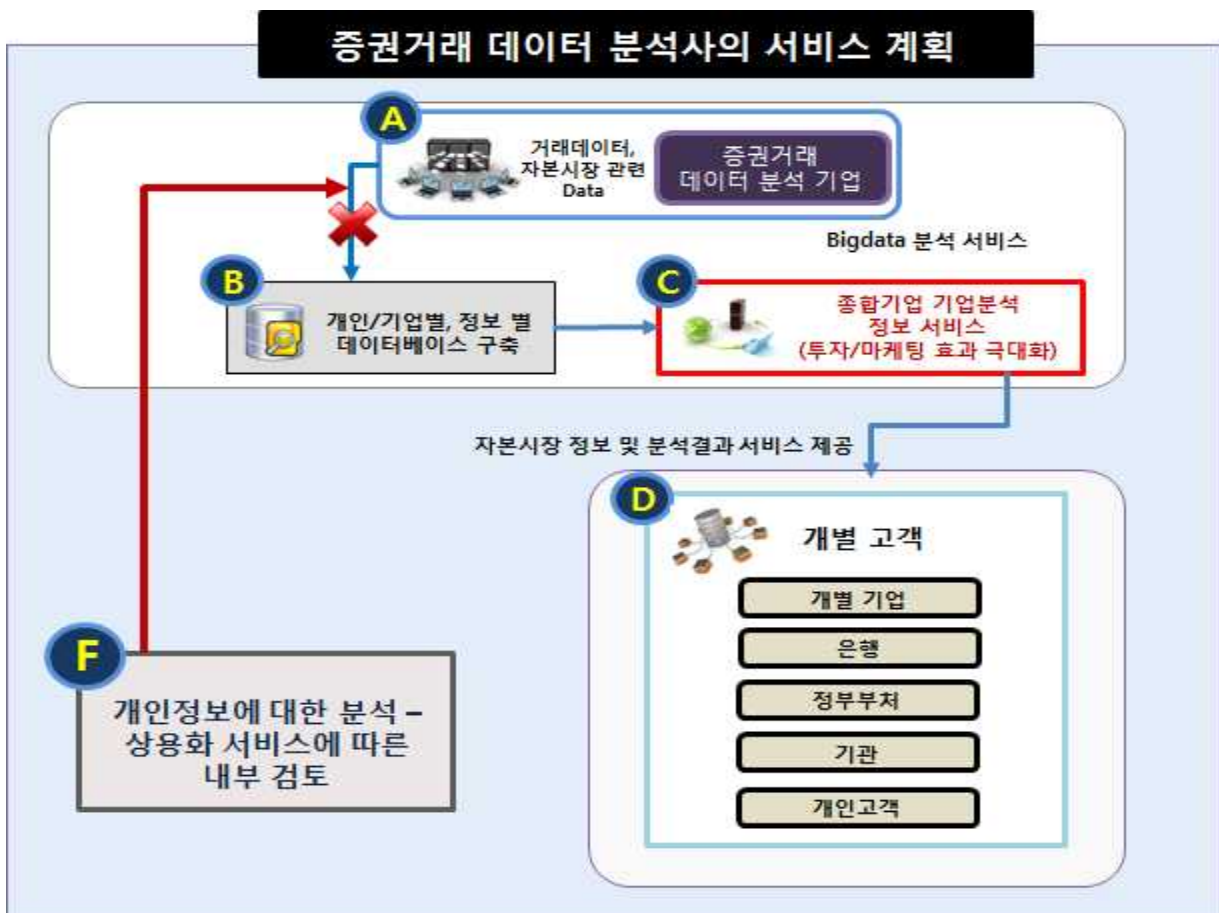 증권거래 데이터 분석사의 서비스 계획
A
거래데이터,
자본시장 관련
Data
증권거래
데이터 분석 기업
Bigdata 분석 서비스
B
개인/기업별, 정보 별
데이터베이스 구축
C
종합기업 기업분석
정보 서비스
(투자/마케팅 효과 극대화)
자본시장 정보 및 분석결과 서비스 제공
D
개별 고객
개별 기업
은행
정부부처
기관
개인고객
F
개인정보에 대한 분석 –
상용화 서비스에 따른
내부 검토